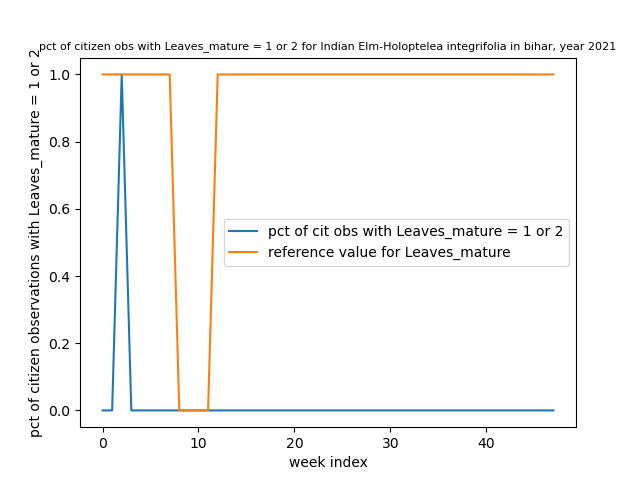 pct of citizen obs with Leaves_mature = 1 or 2 for Indian Elm-Holoptelea integrifolia in bihar, year 2021
pct of citizen observations with Leaves_mature = 1 or 2
1.0
0.8
0.6
0.4
0.2
0.0
pct of cit obs with Leaves_mature = 1 or 2
reference value for Leaves_mature
0 10 20 30 40
week index